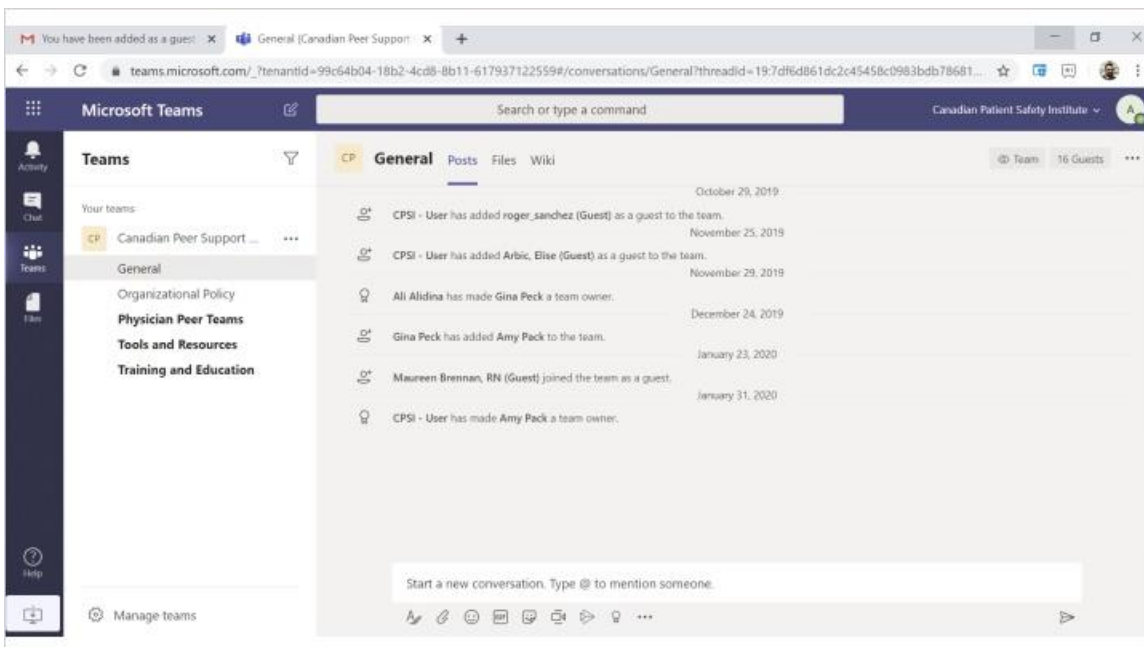 You have been added as a guest
General (Canadian Peer Support
teams.microsoft.com/_?tenantId=99c64b04-18b2-4cd8-8b11-617937122559#/conversations/General?threadId=19:7df6d861dc2c45458c0983bdb78681...
Microsoft Teams
Search or type a command
Canadian Patient Safety Institute
A
Activity
Chat
Teams
Files
Help
Teams
Your teams
CP Canadian Peer Support ...
General
Organizational Policy
Physician Peer Teams
Tools and Resources
Training and Education
Manage teams
CP General Posts Files Wiki
Team 16 Guests
October 29, 2019
CPSI - User has added roger_sanchez (Guest) as a guest to the team.
November 25, 2019
CPSI - User has added Arbic, Elise (Guest) as a guest to the team.
November 29, 2019
Ali Alidina has made Gina Peck a team owner.
December 24, 2019
Gina Peck has added Amy Pack to the team.
January 23, 2020
Maureen Brennan, RN (Guest) joined the team as a guest.
January 31, 2020
CPSI - User has made Amy Pack a team owner.
Start a new conversation. Type @ to mention someone.